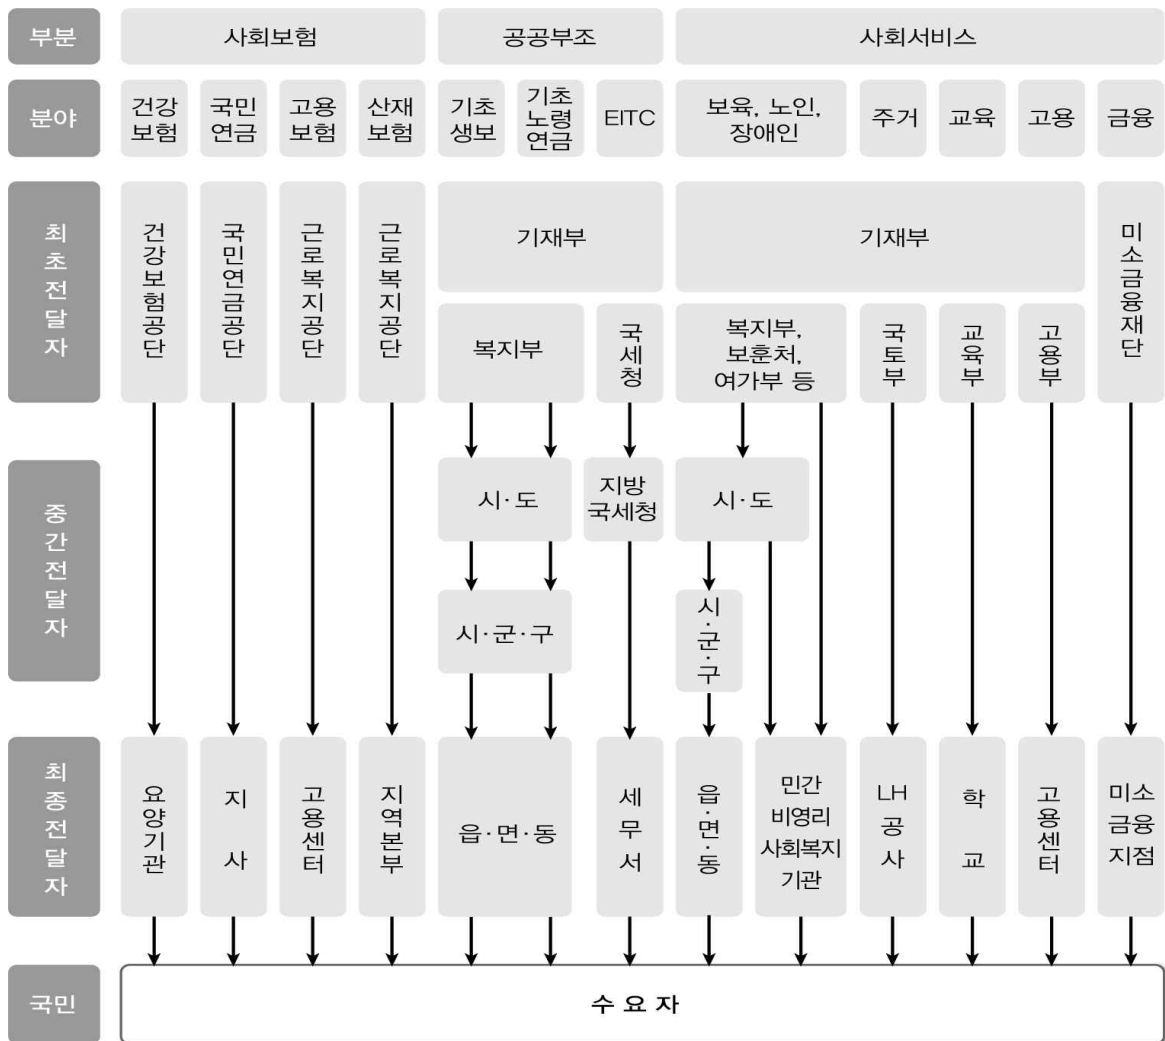 부분
사회보험
공공부조
사회서비스
분야
건강
보험
국민
연금
고용
보험
산재
보험
기초
생보
기초
노령
연금
EITC
보육, 노인,
장애인
주거
교육
고용
금융
최초전달자
건강보험공단
국민연금공단
근로복지공단
근로복지공단
기재부
기재부
미소금융재단
복지부
국세청
복지부,
보훈처,
여가부 등
국토부
교육부
고용부
중간전달자
시·도
지방
국세청
시·도
시·군·구
시·군·구
최종전달자
요양기관
지사
고용센터
지역본부
읍·면·동
세무서
읍·면·동
민간
비영리
사회복지
기관
LH
공
사
학교
고용센터
미소
금융
지점
국민
수요자